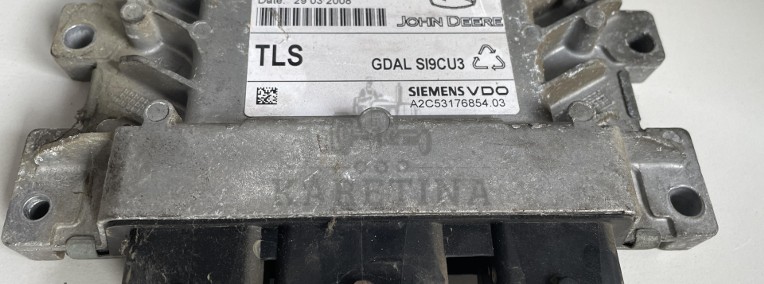 Date: 29 03 2006
JOHN DEERE
TLS
GDAL SI9CU3
SIEMENS VDO
A2C53176854.03
KARETINA